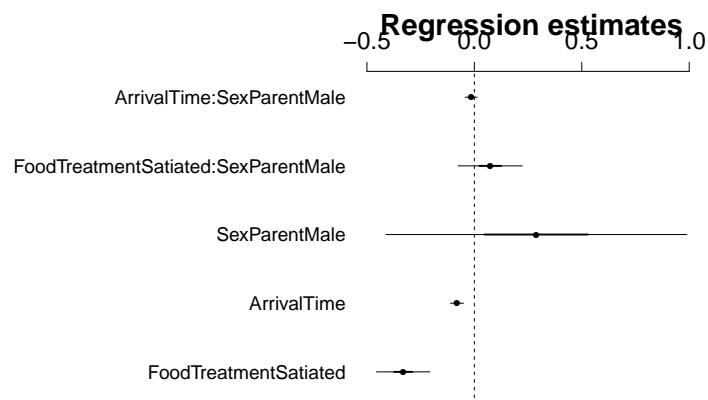 Regression estimates
−0.5 0.0 0.5 1.0
ArrivalTime:SexParentMale
FoodTreatmentSatiated:SexParentMale
SexParentMale
ArrivalTime
FoodTreatmentSatiated